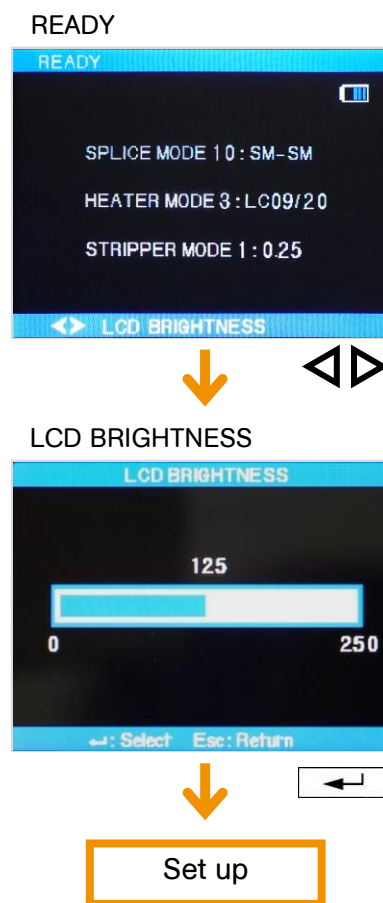 READY
READY
SPLICE MODE 10 : SM-SM
HEATER MODE 3 : LC09/20
STRIPPER MODE 1 : 0.25
<> LCD BRIGHTNESS
LCD BRIGHTNESS
LCD BRIGHTNESS
125
0 250
↵: Select Esc: Return
Set up